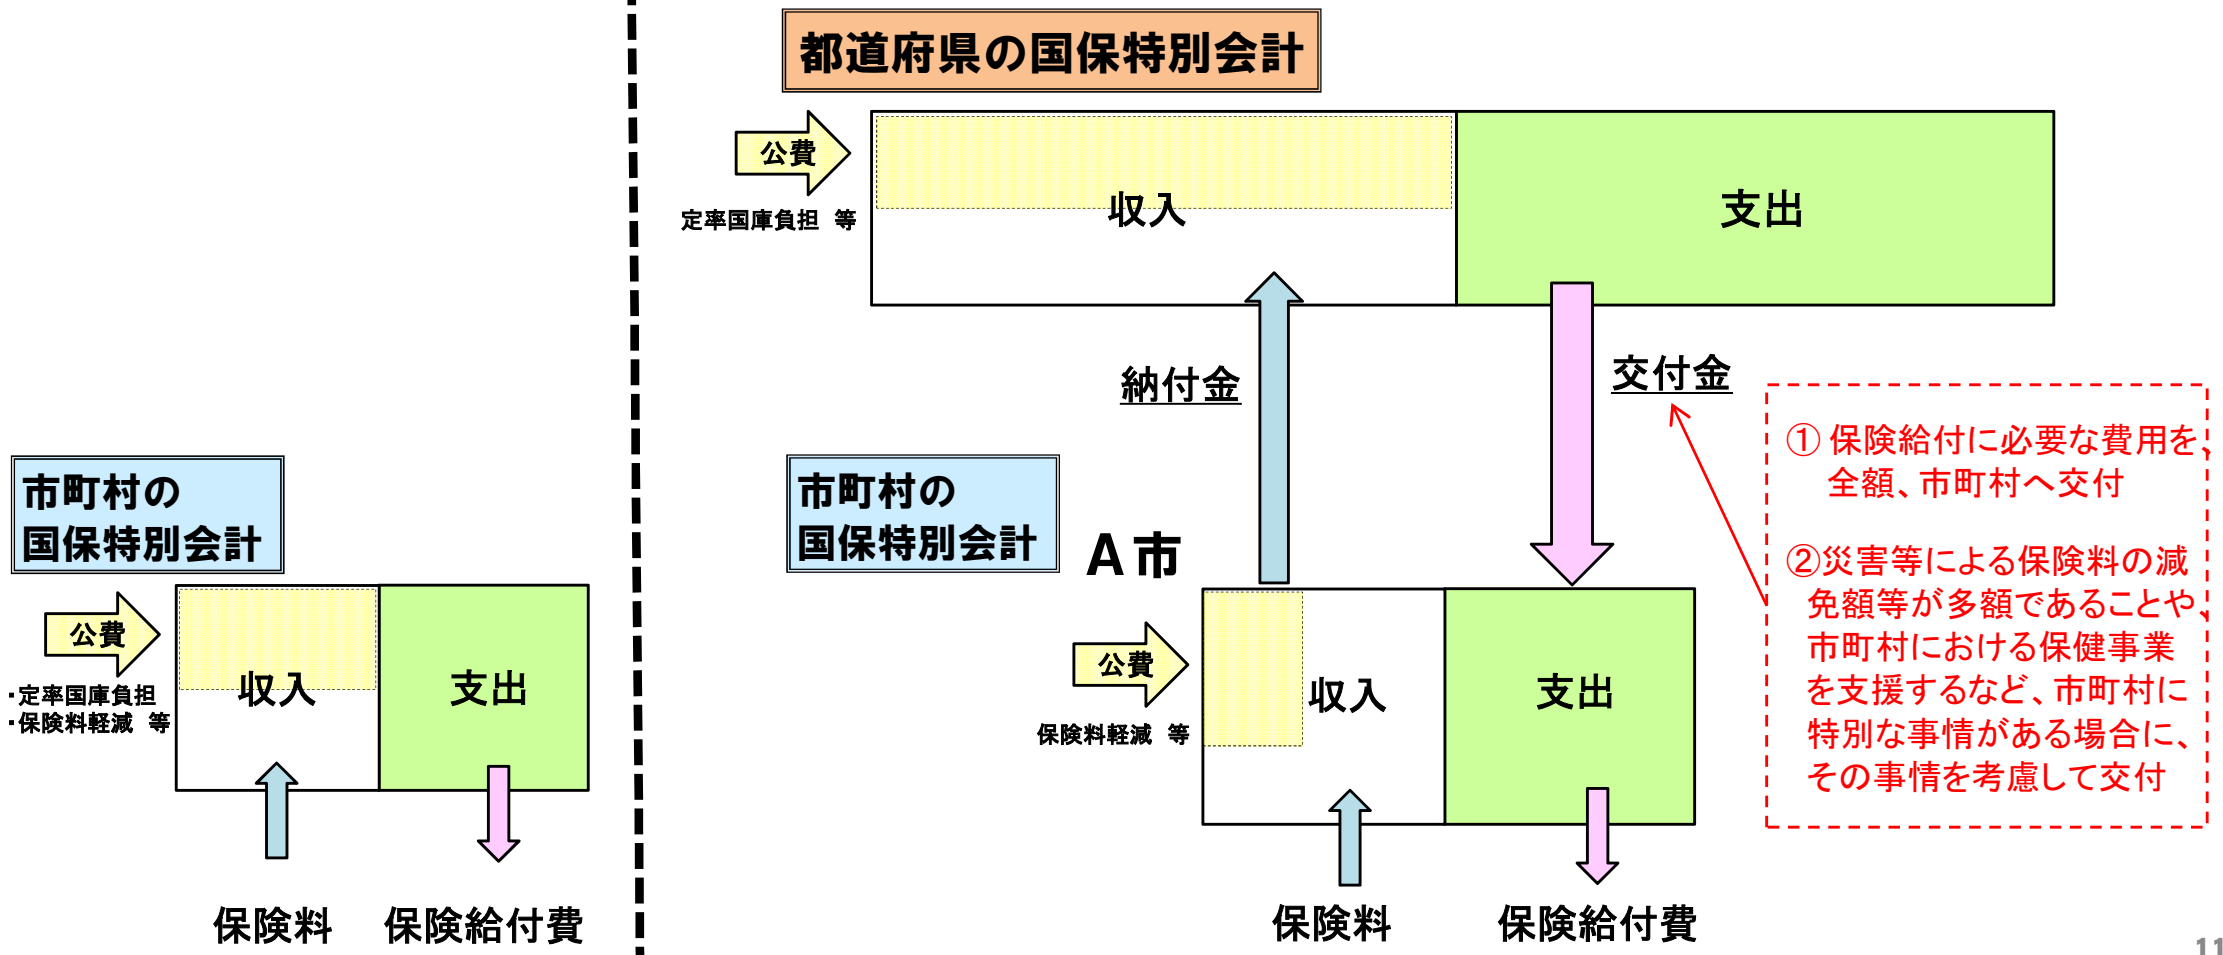 都道府県の国保特別会計
公費
定率国庫負担 等
収入
支出
納付金
交付金
① 保険給付に必要な費用を、
全額、市町村へ交付
②災害等による保険料の減
免額等が多額であることや、
市町村における保健事業
を支援するなど、市町村に
特別な事情がある場合に、
その事情を考慮して交付
市町村の
国保特別会計
公費
・定率国庫負担
・保険料軽減 等
収入
支出
保険料
保険給付費
市町村の
国保特別会計
A市
公費
保険料軽減 等
収入
支出
保険料
保険給付費
11